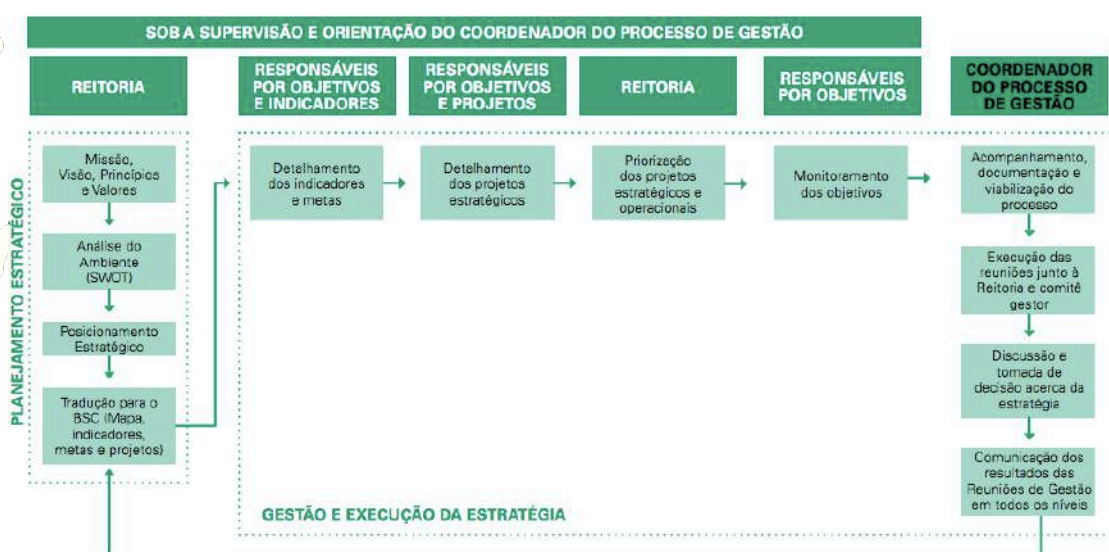 SOB A SUPERVISÃO E ORIENTAÇÃO DO COORDENADOR DO PROCESSO DE GESTÃO
REITORIA
RESPONSÁVEIS
POR OBJETIVOS
E INDICADORES
RESPONSÁVEIS
POR OBJETIVOS
E PROJETOS
REITORIA
RESPONSÁVEIS
POR OBJETIVOS
COORDENADOR
DO PROCESSO
DE GESTÃO
PLANEJAMENTO ESTRATÉGICO
Missão,
Visão, Princípios
e Valores
Análise do
Ambiente
(SWOT)
Posicionamento
Estratégico
Tradução para o
BSC (Mapa,
indicadores,
metas e projetos)
Detalhamento
dos indicadores
e metas
Detalhamento
dos projetos
estratégicos
Priorização
dos projetos
estratégicos e
operacionais
Monitoramento
dos objetivos
Acompanhamento,
documentação e
viabilização do
processo
Execução das
reuniões junto à
Reitoria e comitê
gestor
Discussão e
tomada de
decisão acerca da
estratégia
Comunicação dos
resultados das
Reuniões de Gestão
em todos os níveis
GESTÃO E EXECUÇÃO DA ESTRATÉGIA